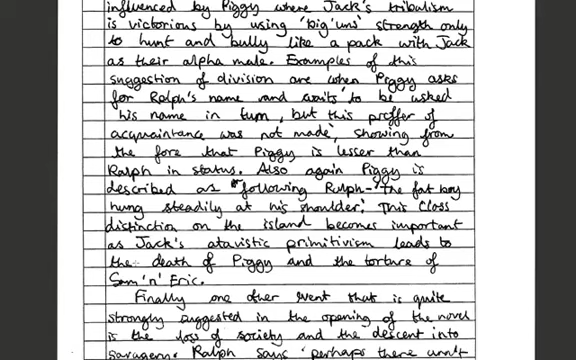 influenced by Piggy where Jack's tribalism
is victorious by using 'big'uns' strength only
to hunt and bully like a pack with Jack
as their alpha male. Examples of this
suggestion of division are when Piggy asks
for Ralph's name and waits 'to be asked
his name in turn, but this proffer of
acquaintance was not made', showing from
the fore that Piggy is lesser than
Ralph in status. Also again Piggy is
described as following Ralph - 'The fat boy
hung steadily at his shoulder.' This class
distinction on the island becomes important
as Jack's atavistic primitivism leads to
the death of Piggy and the torture of
Sam 'n' Eric.
Finally one other event that is quite
strongly suggested in the opening of the novel
is the loss of society and the descent into
savagery. Ralph says 'perhaps there aren't